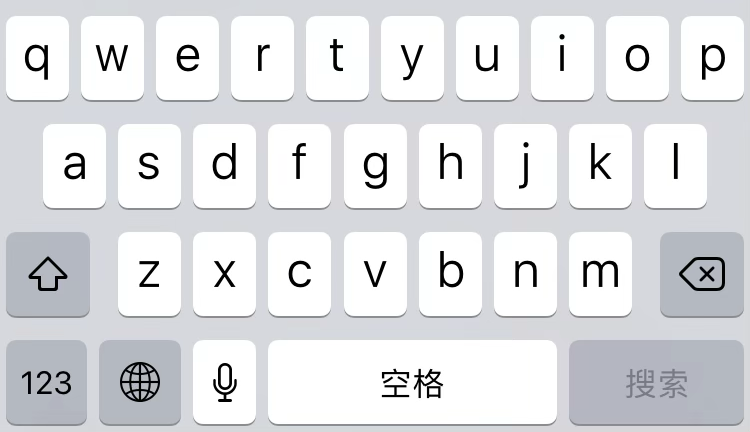 q w e r t y u i o p
a s d f g h j k l
z x c v b n m
123 空格 搜索